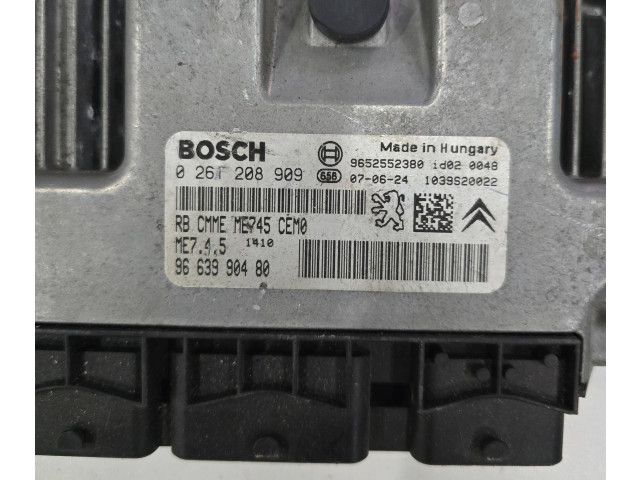 BOSCH Made in Hungary
9652552380 id02 0048
0 261 208 909 658 07-06-24 1039S20022
RB CMME ME745 CEM0
ME7.4.5 1410
96 639 904 80